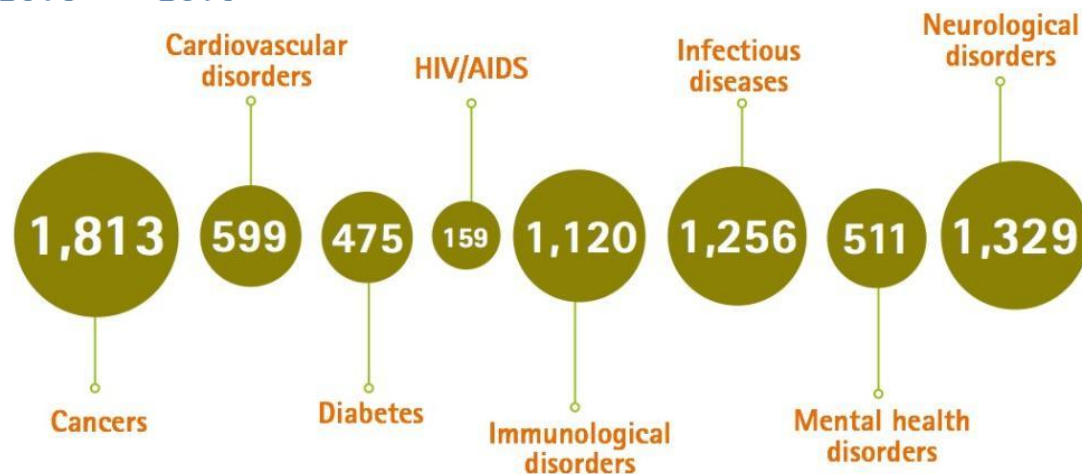 Cardiovascular
disorders
HIV/AIDS
Infectious
diseases
Neurological
disorders
1,813
599
475
159
1,120
1,256
511
1,329
Cancers
Diabetes
Immunological
disorders
Mental health
disorders